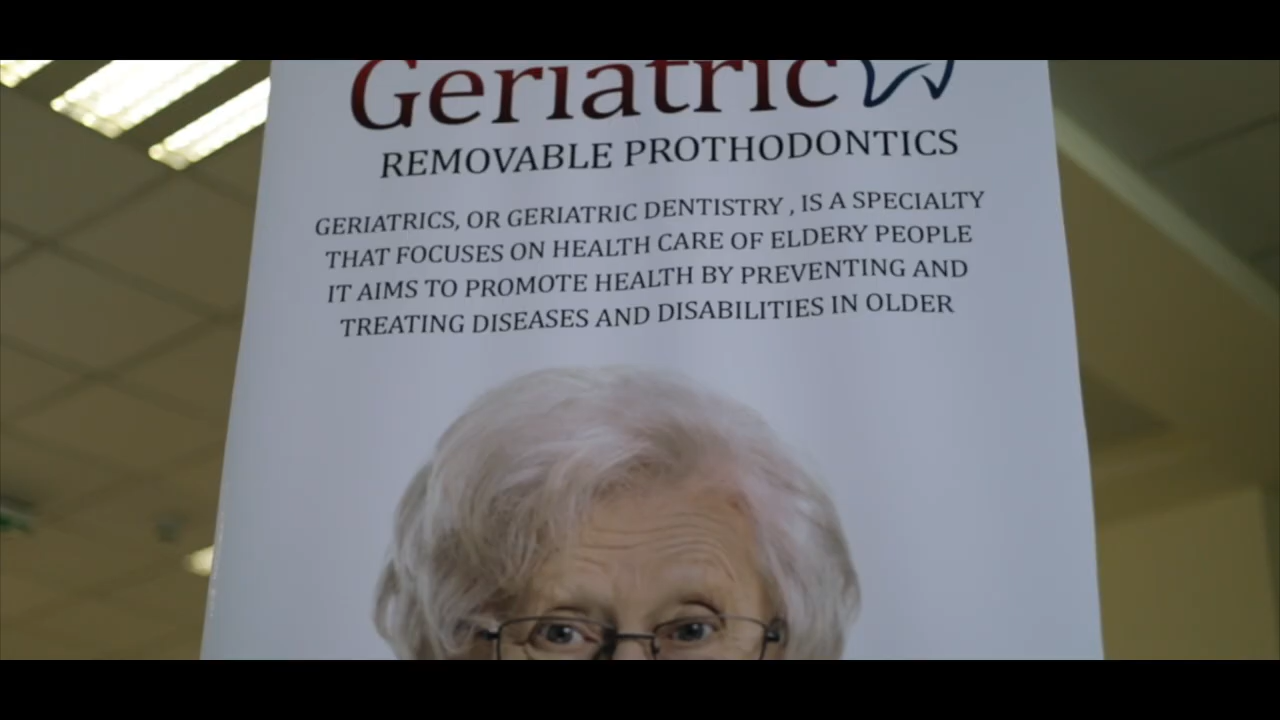 Geriatric
REMOVABLE PROTHODONTICS
GERIATRICS, OR GERIATRIC DENTISTRY , IS A SPECIALTY
THAT FOCUSES ON HEALTH CARE OF ELDERY PEOPLE
IT AIMS TO PROMOTE HEALTH BY PREVENTING AND
TREATING DISEASES AND DISABILITIES IN OLDER